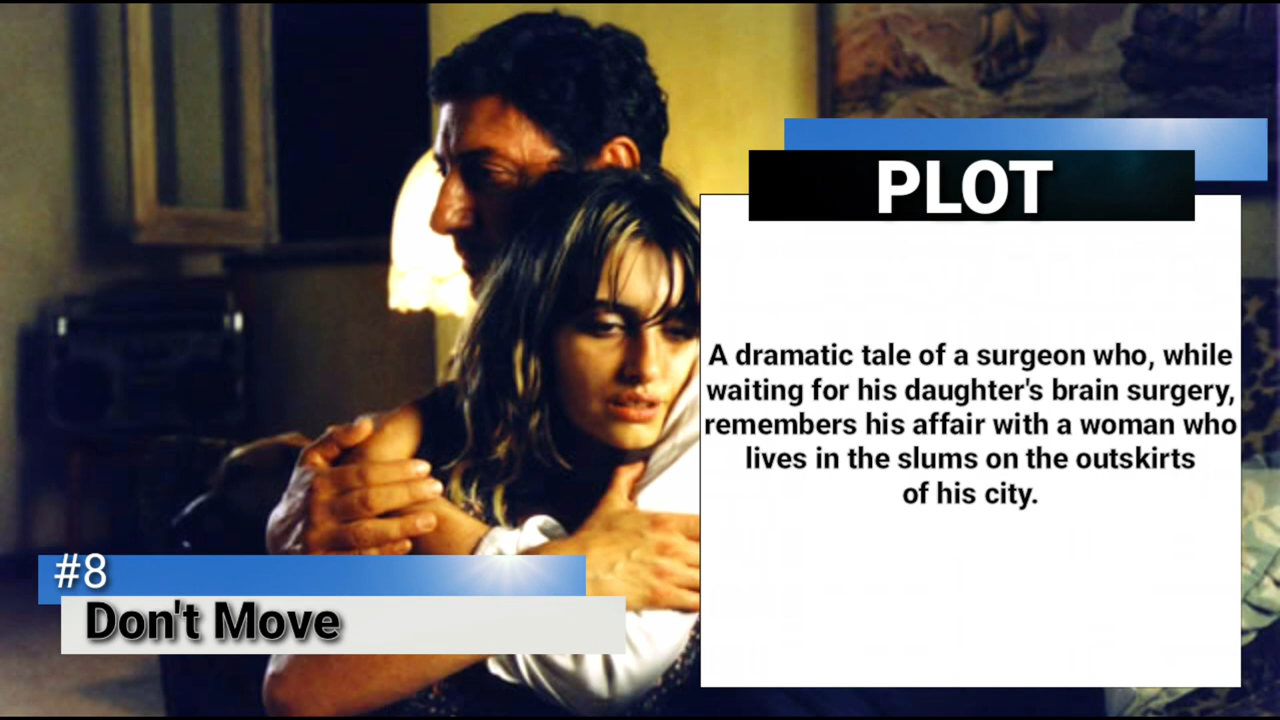 PLOT
A dramatic tale of a surgeon who, while
waiting for his daughter's brain surgery,
remembers his affair with a woman who
lives in the slums on the outskirts
of his city.
#8
Don't Move